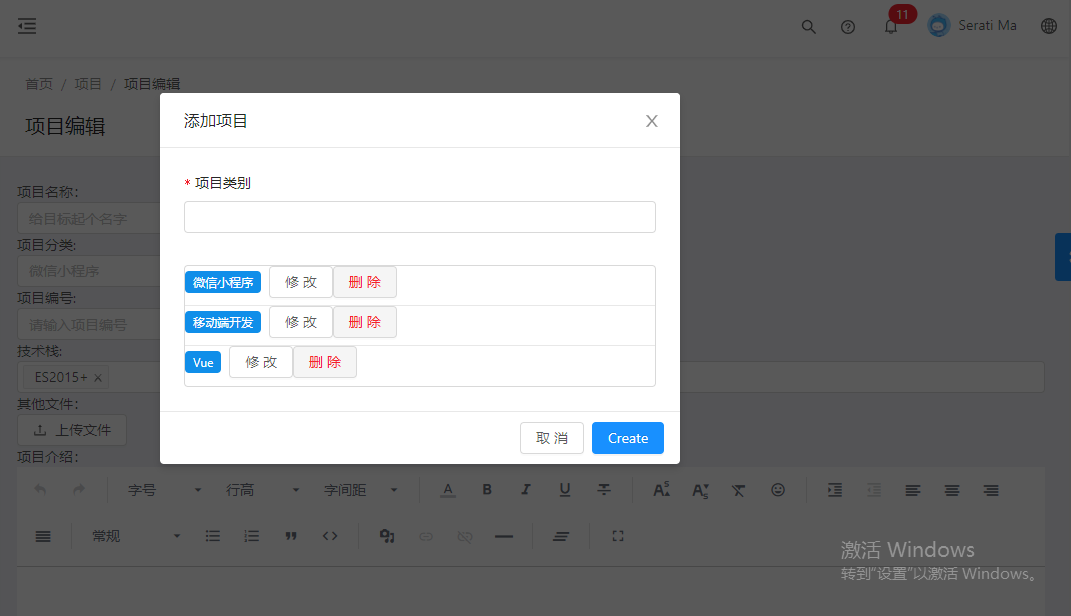 11
Serati Ma
首页 / 项目 / 项目编辑
项目编辑
添加项目
* 项目类别
微信小程序 修 改 删 除
移动端开发 修 改 删 除
Vue 修 改 删 除
取 消 Create
项目名称:
给目标起个名字
项目分类:
微信小程序
项目编号:
请输入项目编号
技术栈:
ES2015+
其他文件:
上传文件
项目介绍:
字号 行高 字间距
常规
激活 Windows
转到“设置”以激活 Windows。